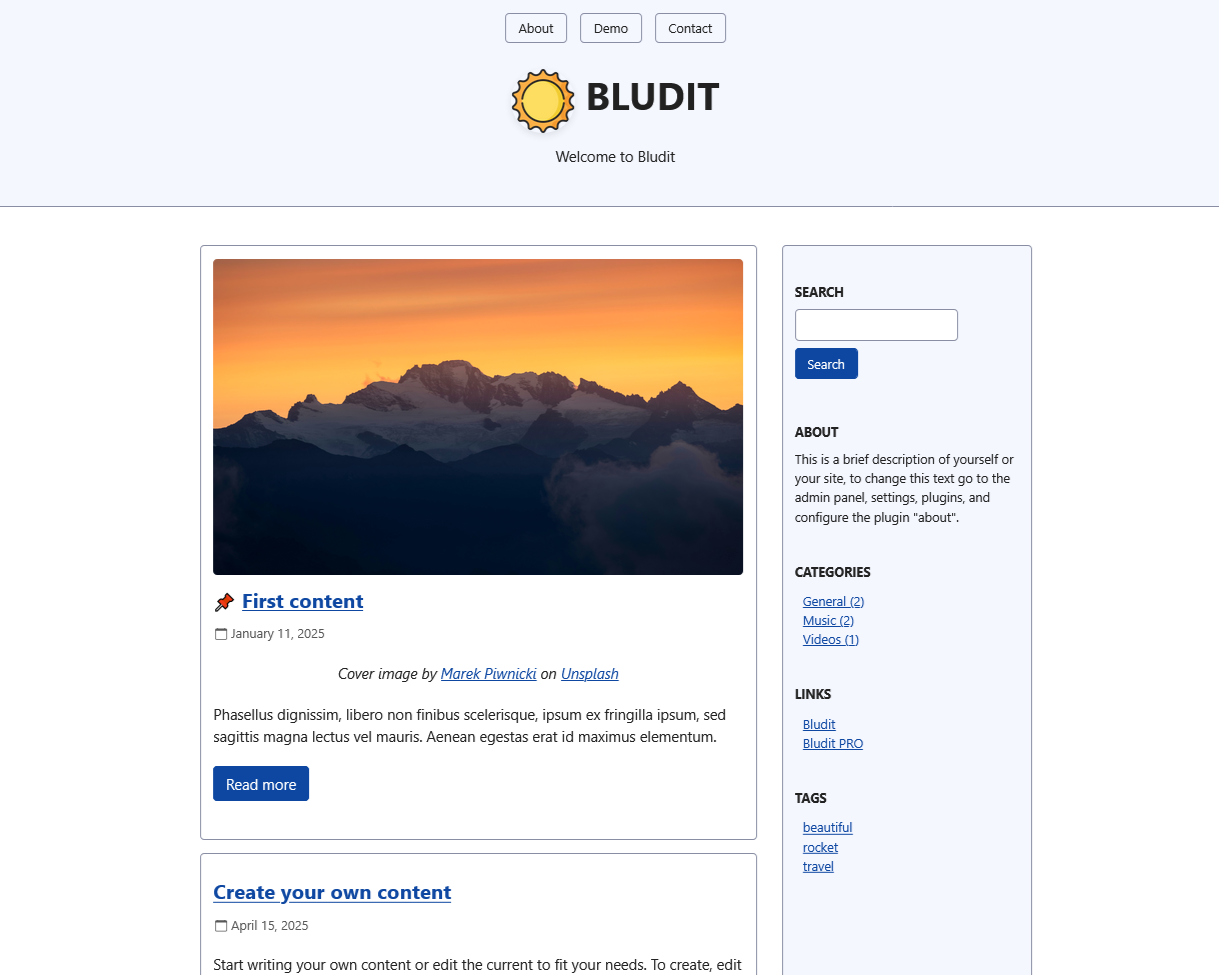 About
Demo
Contact
BLUDIT
Welcome to Bludit
First content
January 11, 2025
Cover image by Marek Piwnicki on Unsplash
Phasellus dignissim, libero non finibus scelerisque, ipsum ex fringilla ipsum, sed
sagittis magna lectus vel mauris. Aenean egestas erat id maximus elementum.
Read more
Create your own content
April 15, 2025
Start writing your own content or edit the current to fit your needs. To create, edit
SEARCH
Search
ABOUT
This is a brief description of yourself or
your site, to change this text go to the
admin panel, settings, plugins, and
configure the plugin "about".
CATEGORIES
General (2)
Music (2)
Videos (1)
LINKS
Bludit
Bludit PRO
TAGS
beautiful
rocket
travel